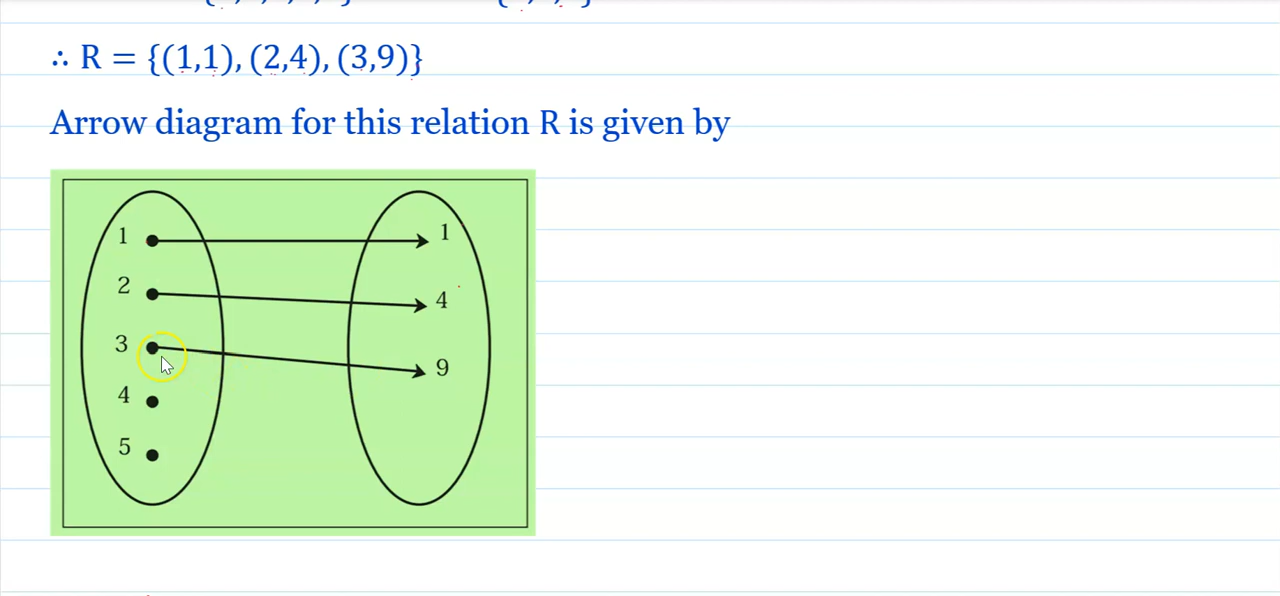 ∴ R = {(1,1), (2,4), (3,9)}
Arrow diagram for this relation R is given by
1 1
2 4
3 9
4
5